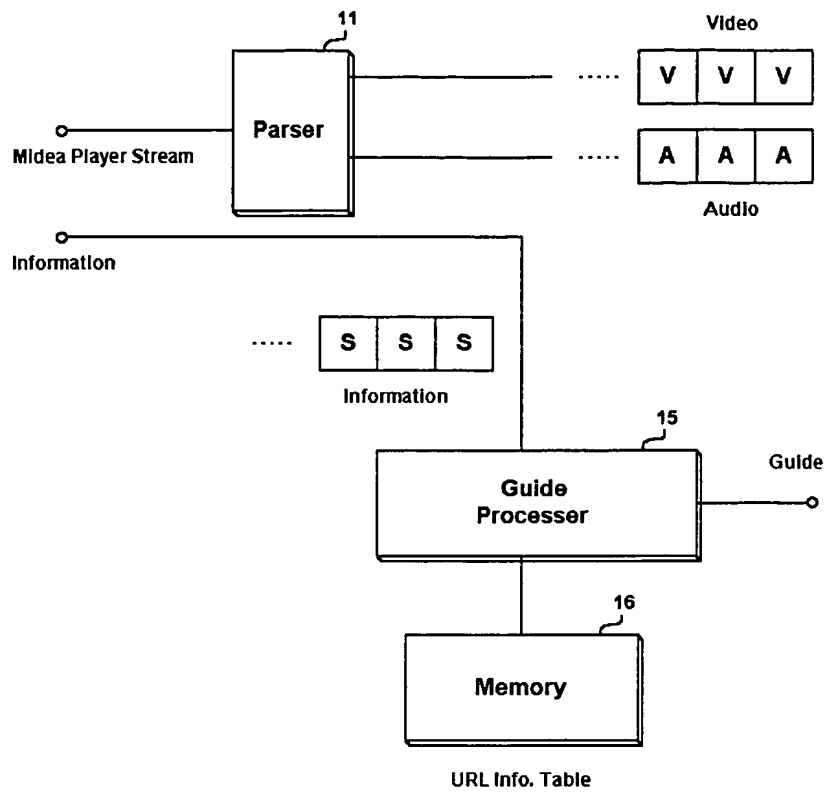 11
Video
V V V
Parser
Midea Player Stream
A A A
Audio
Information
S S S
Information
15
Guide
Guide
Processer
16
Memory
URL Info. Table